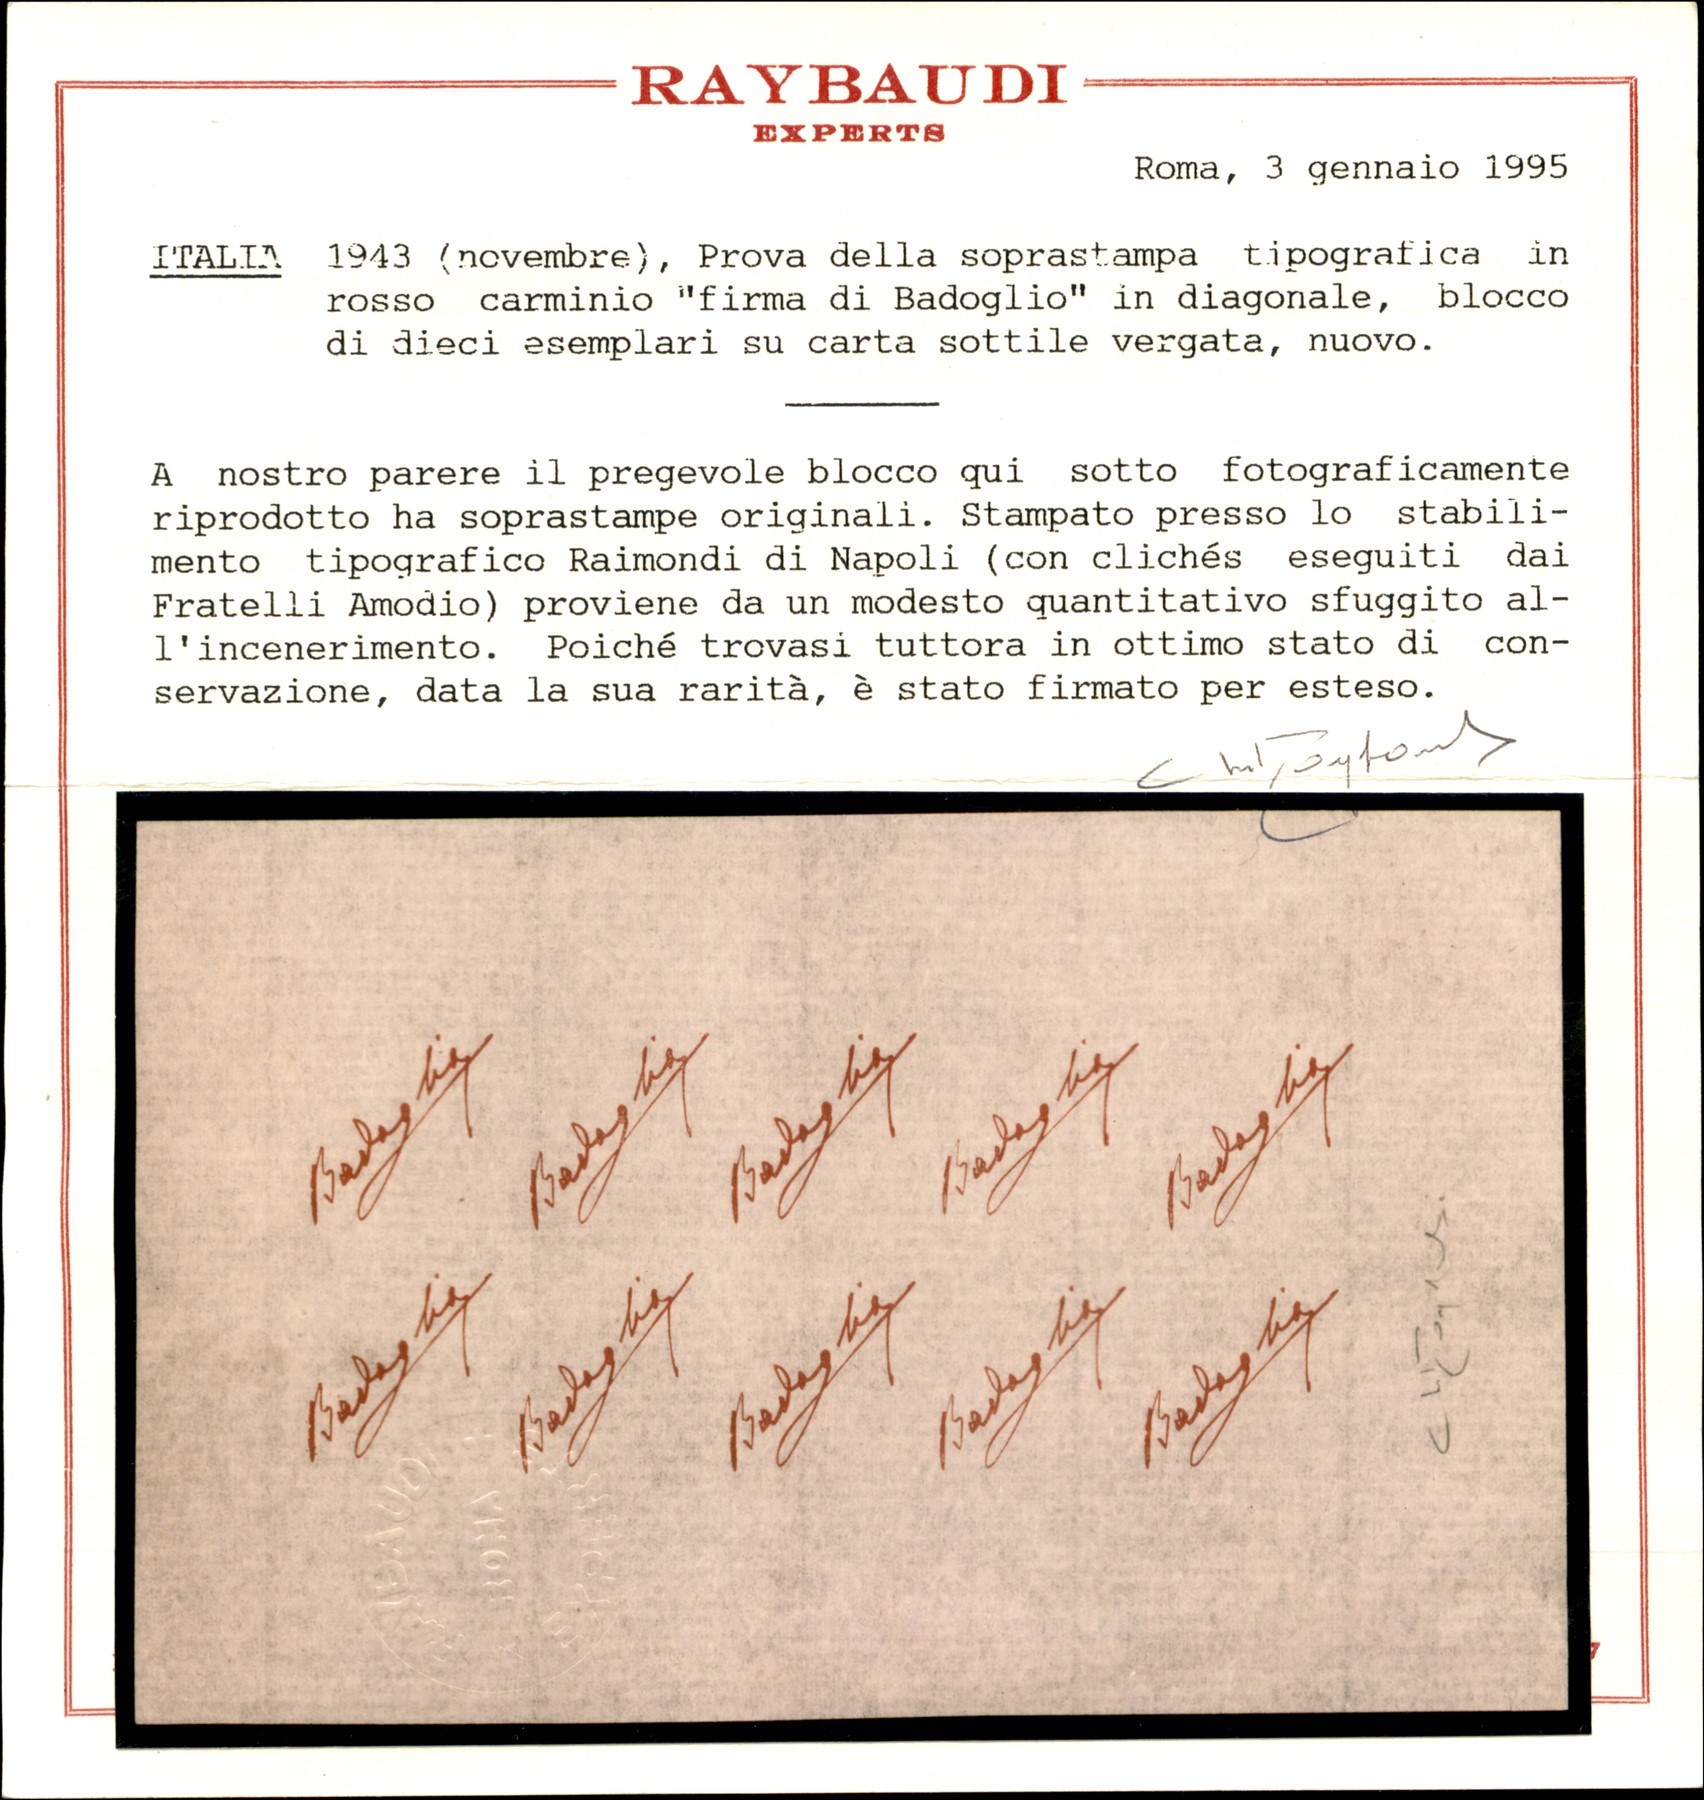 RAYBAUDI
EXPERTS
Roma, 3 gennaio 1995
ITALIA 1943 (novembre), Prova della soprastampa tipografica in
rosso carminio "firma di Badoglio" in diagonale, blocco
di dieci esemplari su carta sottile vergata, nuovo.
A nostro parere il pregevole blocco qui sotto fotograficamente
riprodotto ha soprastampe originali. Stampato presso lo stabili-
mento tipografico Raimondi di Napoli (con clichés eseguiti dai
Fratelli Amodio) proviene da un modesto quantitativo sfuggito al-
l'incenerimento. Poiché trovasi tuttora in ottimo stato di con-
servazione, data la sua rarità, è stato firmato per esteso.
Badoglio Badoglio Badoglio Badoglio Badoglio
Badoglio Badoglio Badoglio Badoglio Badoglio
ROMA